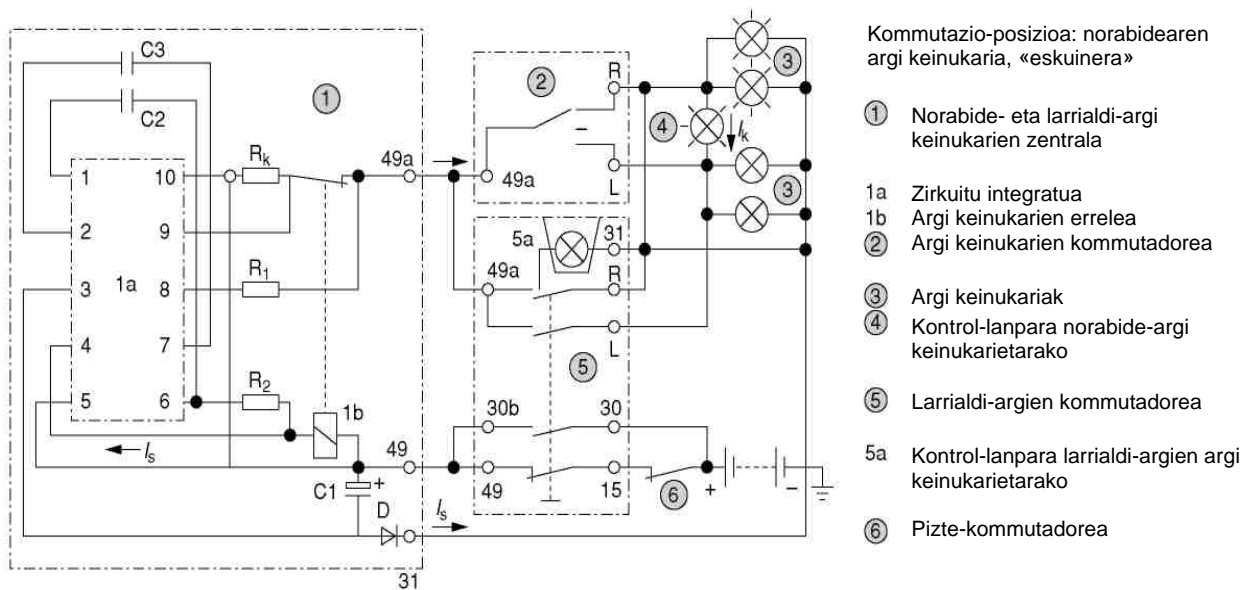 C3
C2
1
1
10
2
9
3
8
4
7
5
6
1a
Rk
R1
R2
1b
Is
49a
49
C1
+
D
Is
31
2
R
–
49a
L
5a
31
49a
R
L
5
30b
30
49
15
6
+
–
3
4
Ik
3
Kommutazio-posizioa: norabidearen
argi keinukaria, «eskuinera»
1 Norabide- eta larrialdi-argi
keinukarien zentrala
1a Zirkuitu integratua
1b Argi keinukarien errelea
2 Argi keinukarien kommutadorea
3 Argi keinukariak
4 Kontrol-lanpara norabide-argi
keinukarietarako
5 Larrialdi-argien kommutadorea
5a Kontrol-lanpara larrialdi-argien argi
keinukarietarako
6 Pizte-kommutadorea